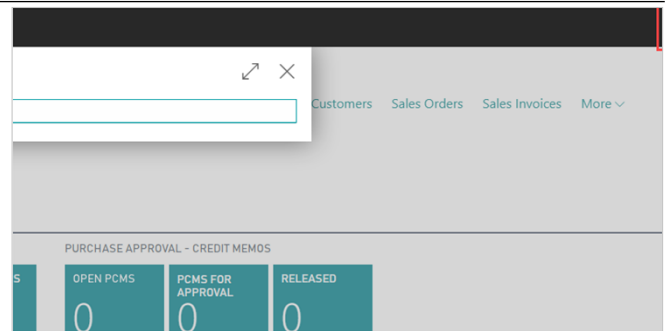 Customers Sales Orders Sales Invoices More
PURCHASE APPROVAL - CREDIT MEMOS
S OPEN PCMS PCMS FOR APPROVAL RELEASED
0 0 0